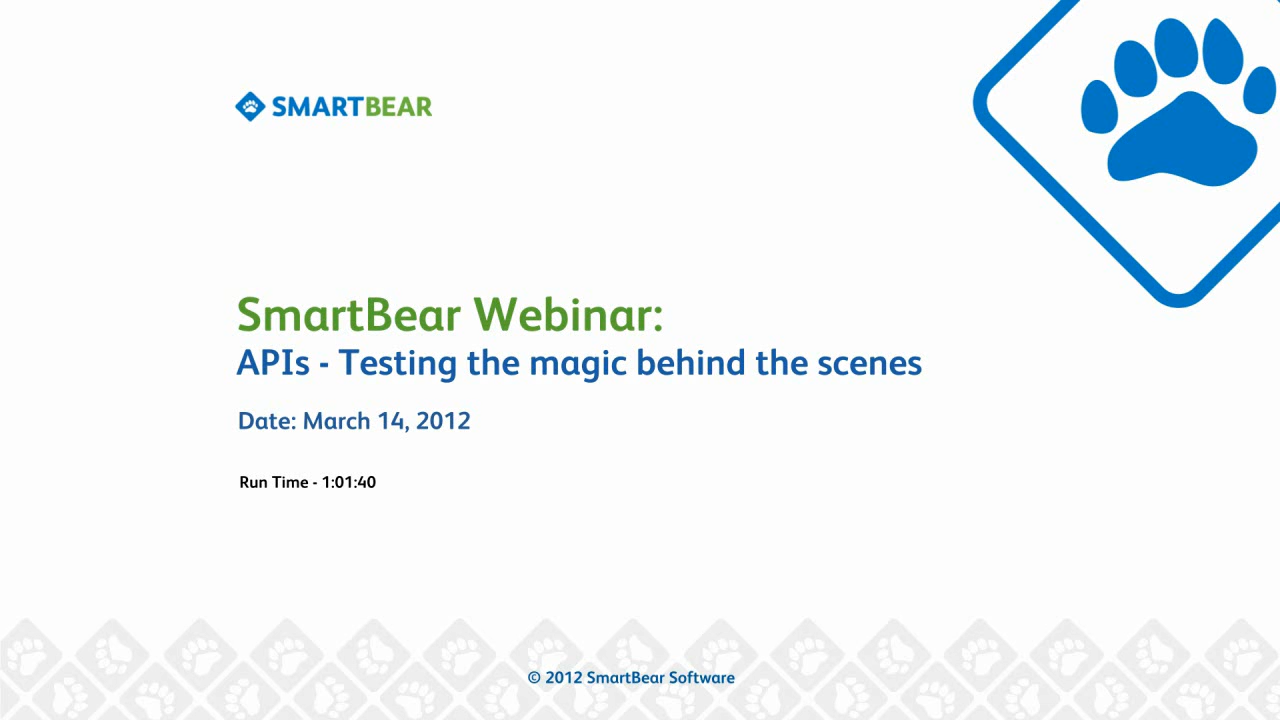 SMARTBEAR
SmartBear Webinar:
APIs - Testing the magic behind the scenes
Date: March 14, 2012
Run Time - 1:01:40
© 2012 SmartBear Software